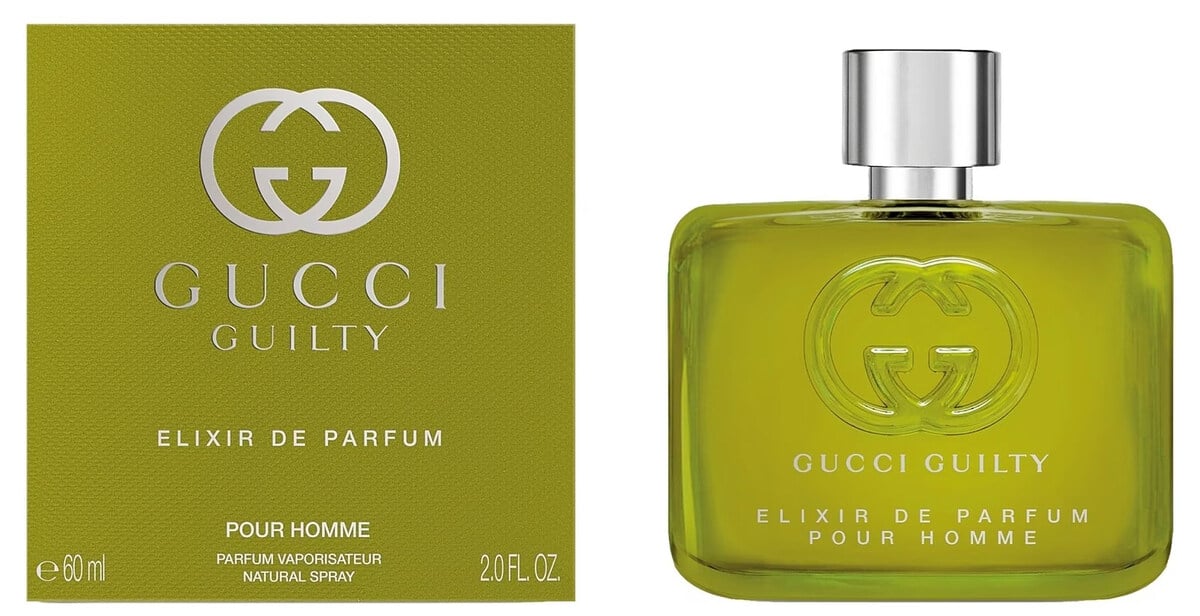 GUCCI
GUILTY
ELIXIR DE PARFUM
POUR HOMME
PARFUM VAPORISATEUR
NATURAL SPRAY
℮ 60 ml
2.0 FL. OZ.
GUCCI GUILTY
ELIXIR DE PARFUM
POUR HOMME